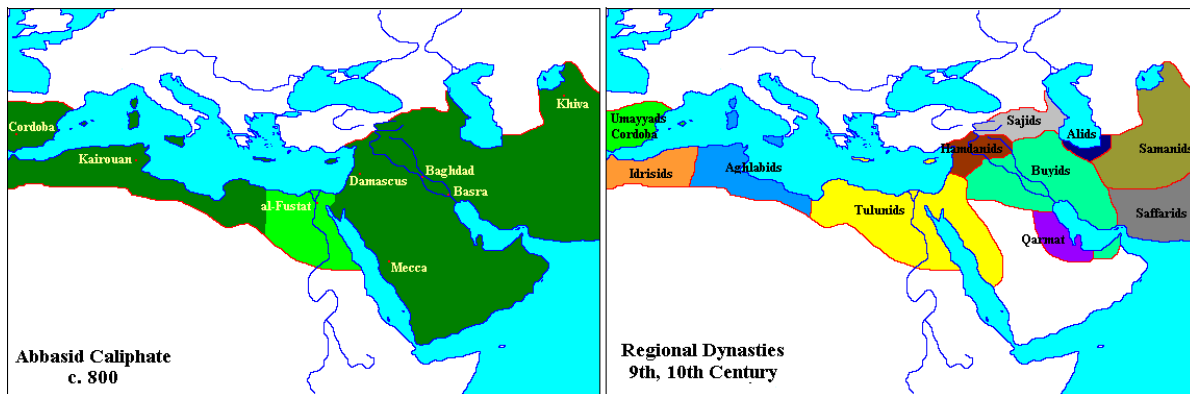 Cordoba
Kairouan
Khiva
Baghdad
Damascus
Basra
al-Fustat
Mecca
Abbasid Caliphate
c. 800
Umayyads
Cordoba
Sajids
Alids
Hamdanids
Samanids
Idrisids
Aghlabids
Buyids
Tulunids
Saffarids
Qarmat
Regional Dynasties
9th, 10th Century